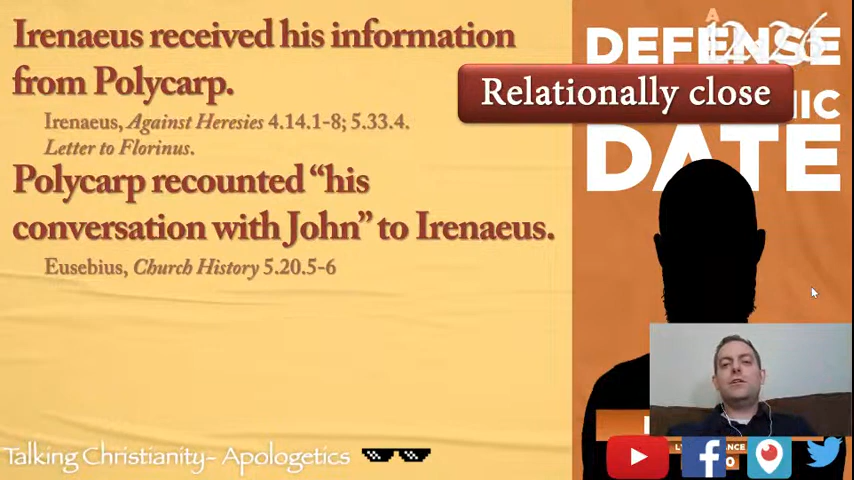 Irenaeus received his information
from Polycarp.
Irenaeus, Against Heresies 4.14.1-8; 5.33.4.
Letter to Florinus.
Polycarp recounted “his
conversation with John” to Irenaeus.
Eusebius, Church History 5.20.5-6
Relationally close
A
DEFENSE
DATE
Talking Christianity- Apologetics